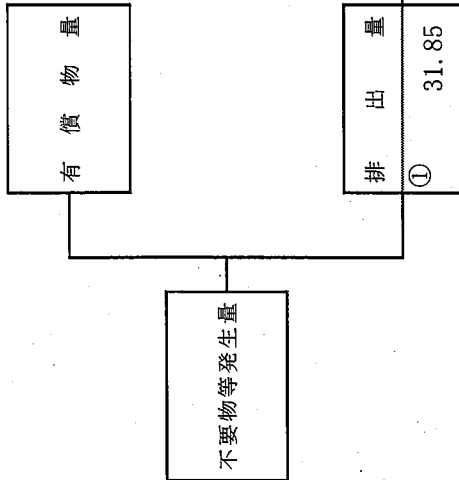 不要物等発生量
有償物量
排出量
①
31.85